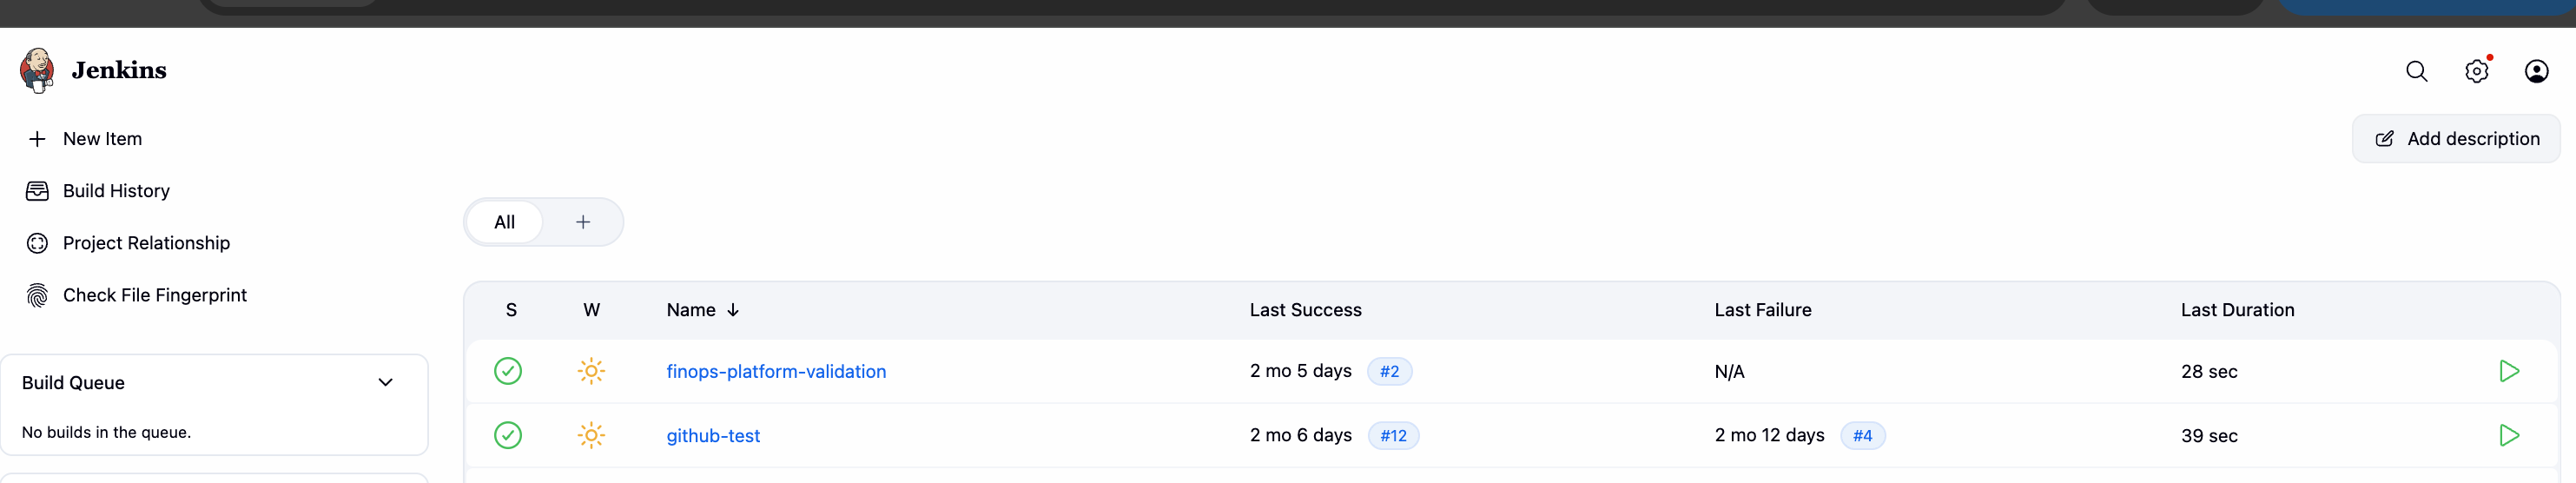 Jenkins
New Item
Add description
Build History
All
Project Relationship
Check File Fingerprint
S W Name ↓ Last Success Last Failure Last Duration
finops-platform-validation 2 mo 5 days #2 N/A 28 sec
Build Queue
No builds in the queue.
github-test 2 mo 6 days #12 2 mo 12 days #4 39 sec